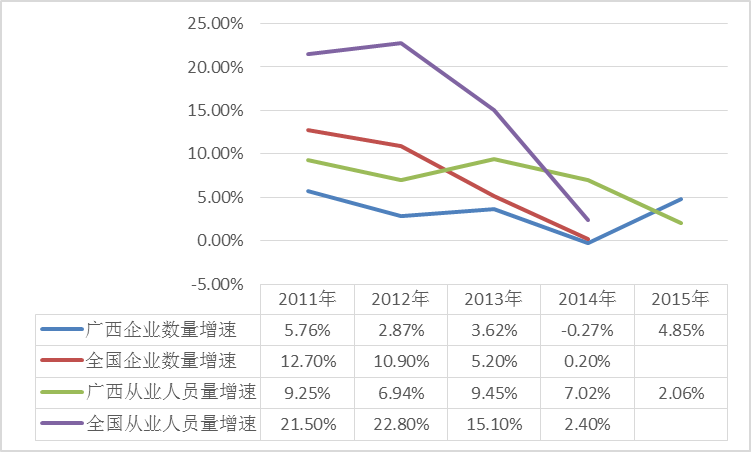 25.00%
20.00%
15.00%
10.00%
5.00%
0.00%
-5.00%
2011年 2012年 2013年 2014年 2015年
广西企业数量增速 5.76% 2.87% 3.62% -0.27% 4.85%
全国企业数量增速 12.70% 10.90% 5.20% 0.20%
广西从业人员量增速 9.25% 6.94% 9.45% 7.02% 2.06%
全国从业人员量增速 21.50% 22.80% 15.10% 2.40%